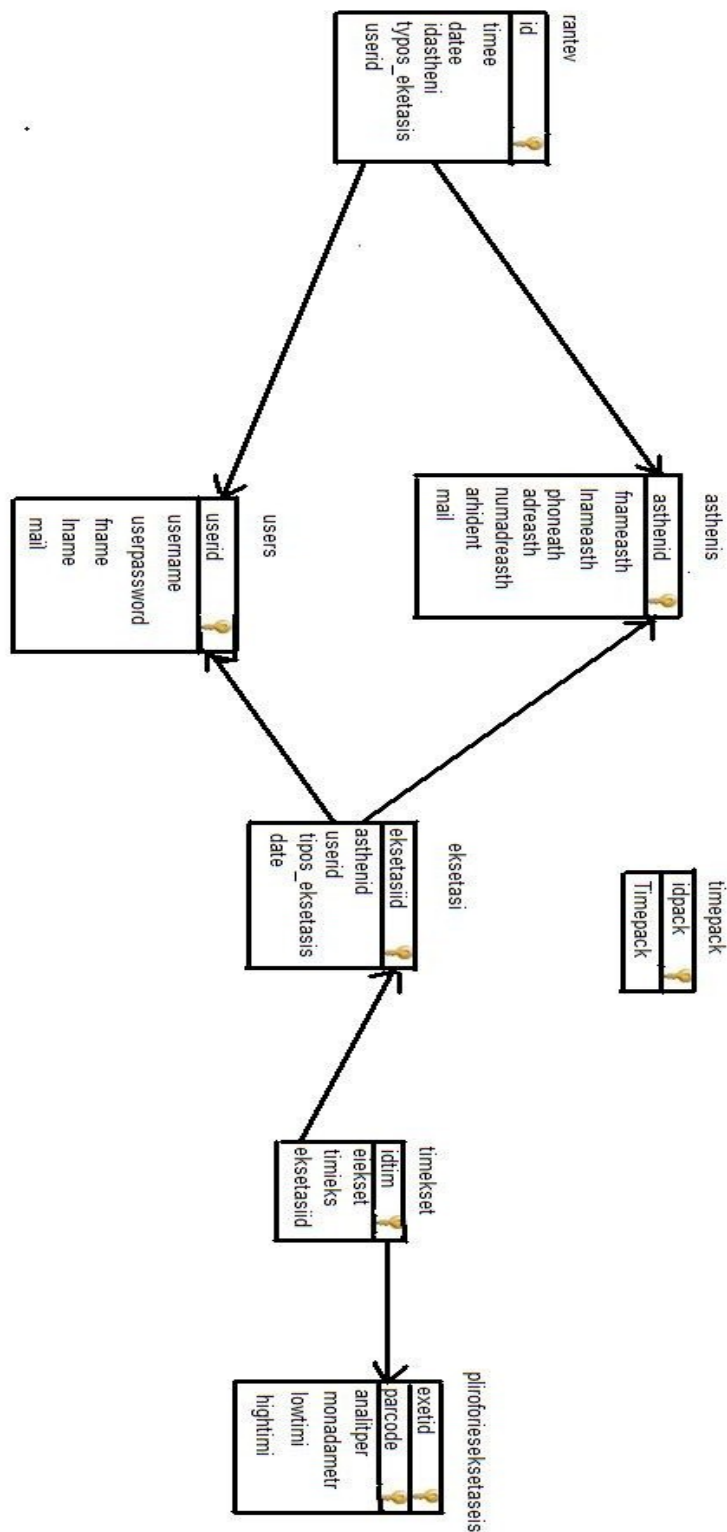 rantev
id
timee
datee
idastheni
typos_eketasis
userid
asthenis
asthenid
fnameasth
lnameasth
phoneath
adreasth
numadreasth
arhident
mail
users
userid
username
userpassword
fname
lname
mail
timepack
idpack
Timepack
eksetasi
eksetasiid
asthenid
userid
tipos_eksetasis
date
timekset
idtim
eiekset
timieks
eksetasiid
pliroforieseksetaseis
exetid
parcode
analitper
monadametr
lowtimi
hightimi